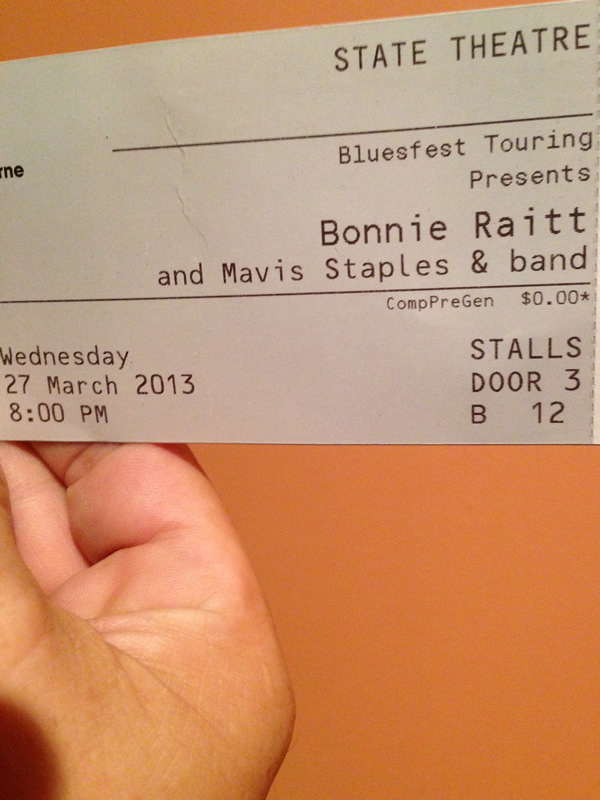 STATE THEATRE
Bluesfest Touring
rne
Presents
Bonnie Raitt
and Mavis Staples & band
CompPreGen $0.00*
Wednesday
STALLS
27 March 2013
DOOR 3
8:00 PM
B 12